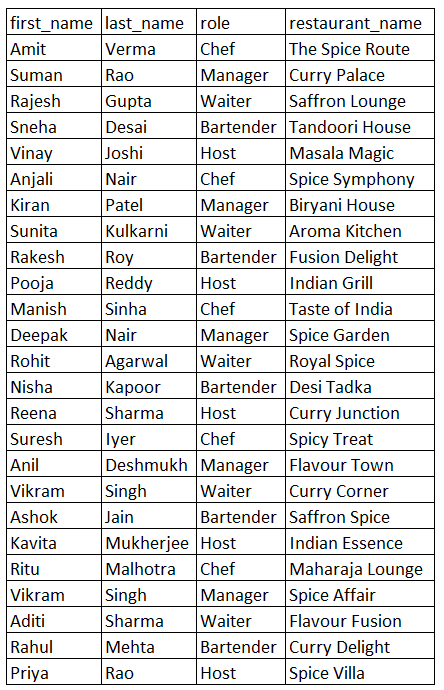 first_name last_name role restaurant_name
Amit Verma Chef The Spice Route
Suman Rao Manager Curry Palace
Rajesh Gupta Waiter Saffron Lounge
Sneha Desai Bartender Tandoori House
Vinay Joshi Host Masala Magic
Anjali Nair Chef Spice Symphony
Kiran Patel Manager Biryani House
Sunita Kulkarni Waiter Aroma Kitchen
Rakesh Roy Bartender Fusion Delight
Pooja Reddy Host Indian Grill
Manish Sinha Chef Taste of India
Deepak Nair Manager Spice Garden
Rohit Agarwal Waiter Royal Spice
Nisha Kapoor Bartender Desi Tadka
Reena Sharma Host Curry Junction
Suresh Iyer Chef Spicy Treat
Anil Deshmukh Manager Flavour Town
Vikram Singh Waiter Curry Corner
Ashok Jain Bartender Saffron Spice
Kavita Mukherjee Host Indian Essence
Ritu Malhotra Chef Maharaja Lounge
Vikram Singh Manager Spice Affair
Aditi Sharma Waiter Flavour Fusion
Rahul Mehta Bartender Curry Delight
Priya Rao Host Spice Villa